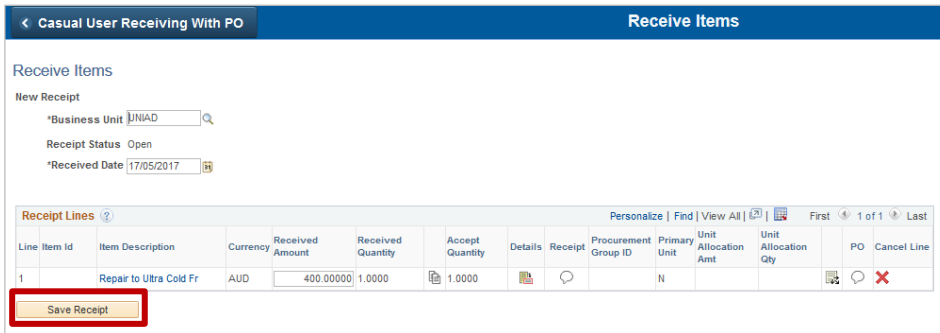 Casual User Receiving With PO Receive Items
Receive Items
New Receipt
*Business Unit UNIAD
Receipt Status Open
*Received Date 17/05/2017
Receipt Lines ? Personalize | Find | View All | | First 1 of 1 Last
Line Item Id Item Description Currency Received Amount Received Quantity Accept Quantity Details Receipt Procurement Group ID Primary Unit Unit Allocation Amt Unit Allocation Qty PO Cancel Line
1 Repair to Ultra Cold Fr AUD 400.00000 1.0000 1.0000 N
Save Receipt